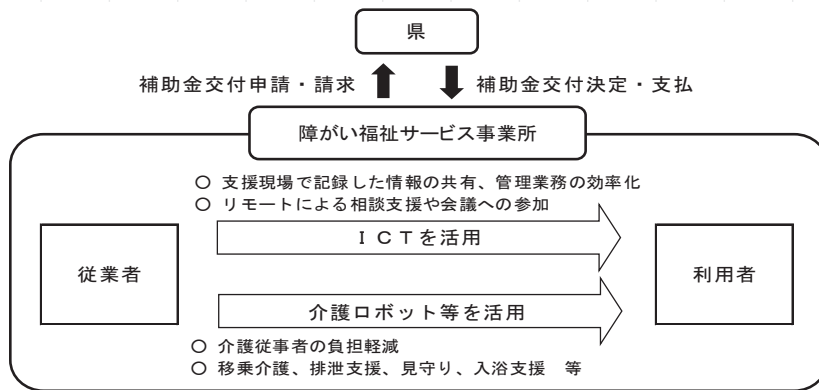 県
補助金交付申請・請求
補助金交付決定・支払
障がい福祉サービス事業所
○ 支援現場で記録した情報の共有、管理業務の効率化
○ リモートによる相談支援や会議への参加
ＩＣＴを活用
従業者
利用者
介護ロボット等を活用
○ 介護従事者の負担軽減
○ 移乗介護、排泄支援、見守り、入浴支援　等